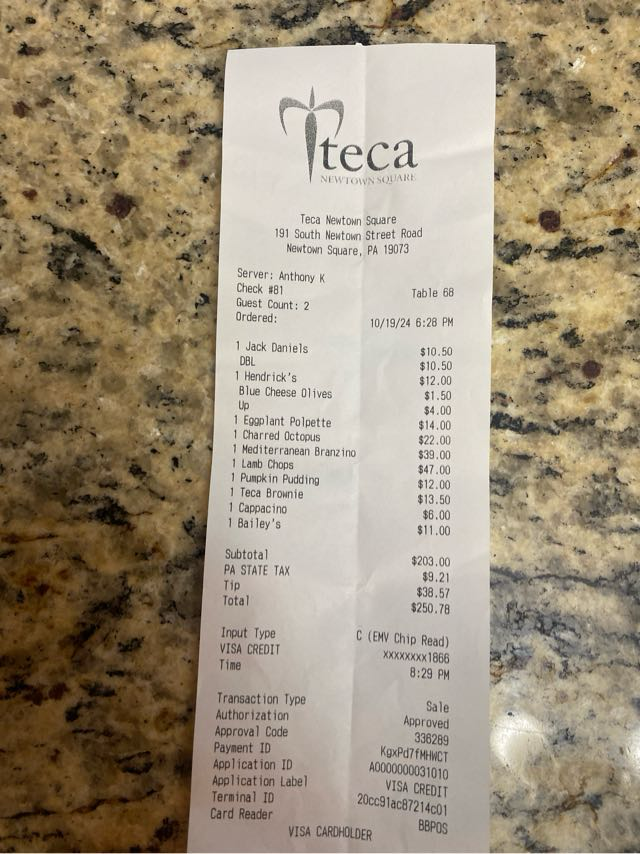 teca
NEWTOWN SQUARE
Teca Newtown Square
191 South Newtown Street Road
Newtown Square, PA 19073
Server: Anthony K
Check #81 Table 68
Guest Count: 2
Ordered: 10/19/24 6:28 PM
1 Jack Daniels $10.50
DBL $10.50
1 Hendrick's $12.00
Blue Cheese Olives $1.50
Up $4.00
1 Eggplant Polpette $14.00
1 Charred Octopus $22.00
1 Mediterranean Branzino $39.00
1 Lamb Chops $47.00
1 Pumpkin Pudding $12.00
1 Teca Brownie $13.50
1 Cappacino $6.00
1 Bailey's $11.00
Subtotal $203.00
PA STATE TAX $9.21
Tip $38.57
Total $250.78
Input Type C (EMV Chip Read)
VISA CREDIT xxxxxxxx1866
Time 8:29 PM
Transaction Type Sale
Authorization Approved
Approval Code 336289
Payment ID KgxPd7fMHWCT
Application ID A0000000031010
Application Label VISA CREDIT
Terminal ID 20cc91ac87214c01
Card Reader BBPOS
VISA CARDHOLDER